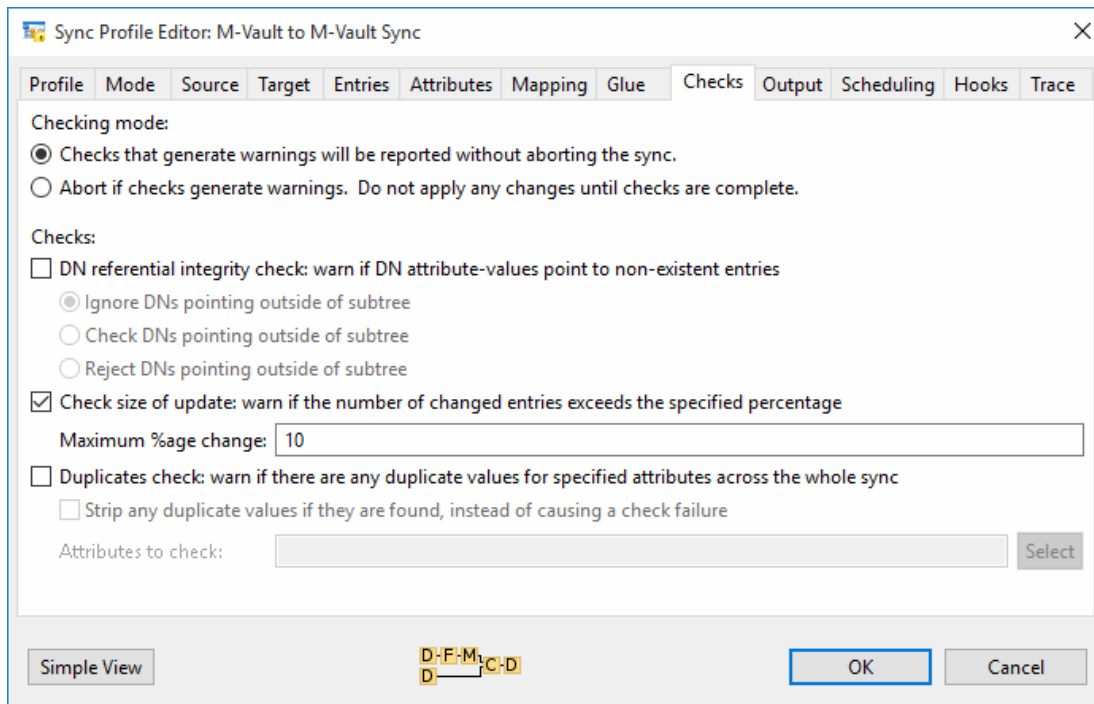 Sync Profile Editor: M-Vault to M-Vault Sync
Profile Mode Source Target Entries Attributes Mapping Glue Checks Output Scheduling Hooks Trace
Checking mode:
Checks that generate warnings will be reported without aborting the sync.
Abort if checks generate warnings. Do not apply any changes until checks are complete.
Checks:
DN referential integrity check: warn if DN attribute-values point to non-existent entries
Ignore DNs pointing outside of subtree
Check DNs pointing outside of subtree
Reject DNs pointing outside of subtree
Check size of update: warn if the number of changed entries exceeds the specified percentage
Maximum %age change: 10
Duplicates check: warn if there are any duplicate values for specified attributes across the whole sync
Strip any duplicate values if they are found, instead of causing a check failure
Attributes to check: Select
Simple View D-F-M C-D D OK Cancel